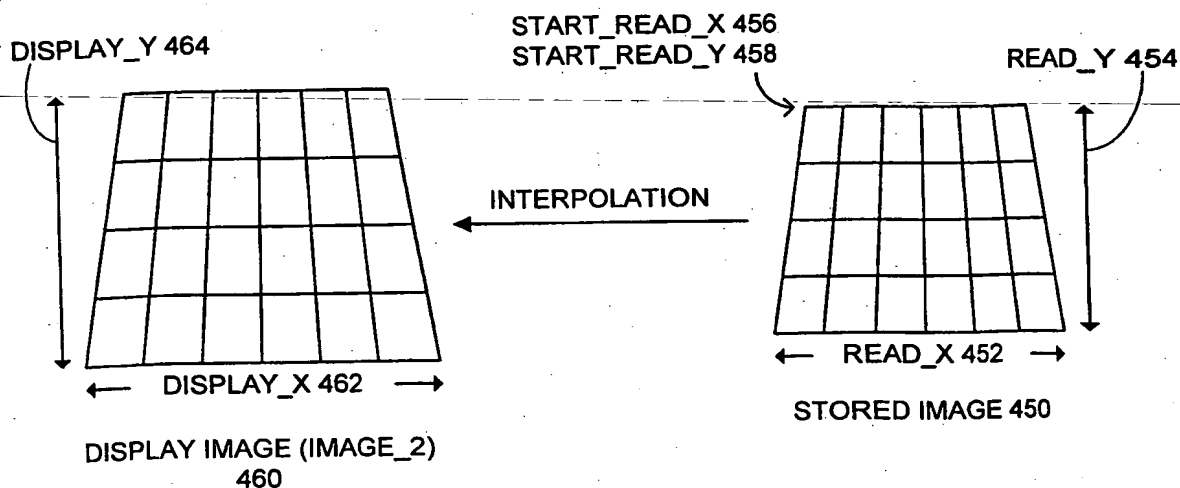 DISPLAY_Y 464
START_READ_X 456
START_READ_Y 458
READ_Y 454
INTERPOLATION
DISPLAY_X 462
READ_X 452
STORED IMAGE 450
DISPLAY IMAGE (IMAGE_2)
460